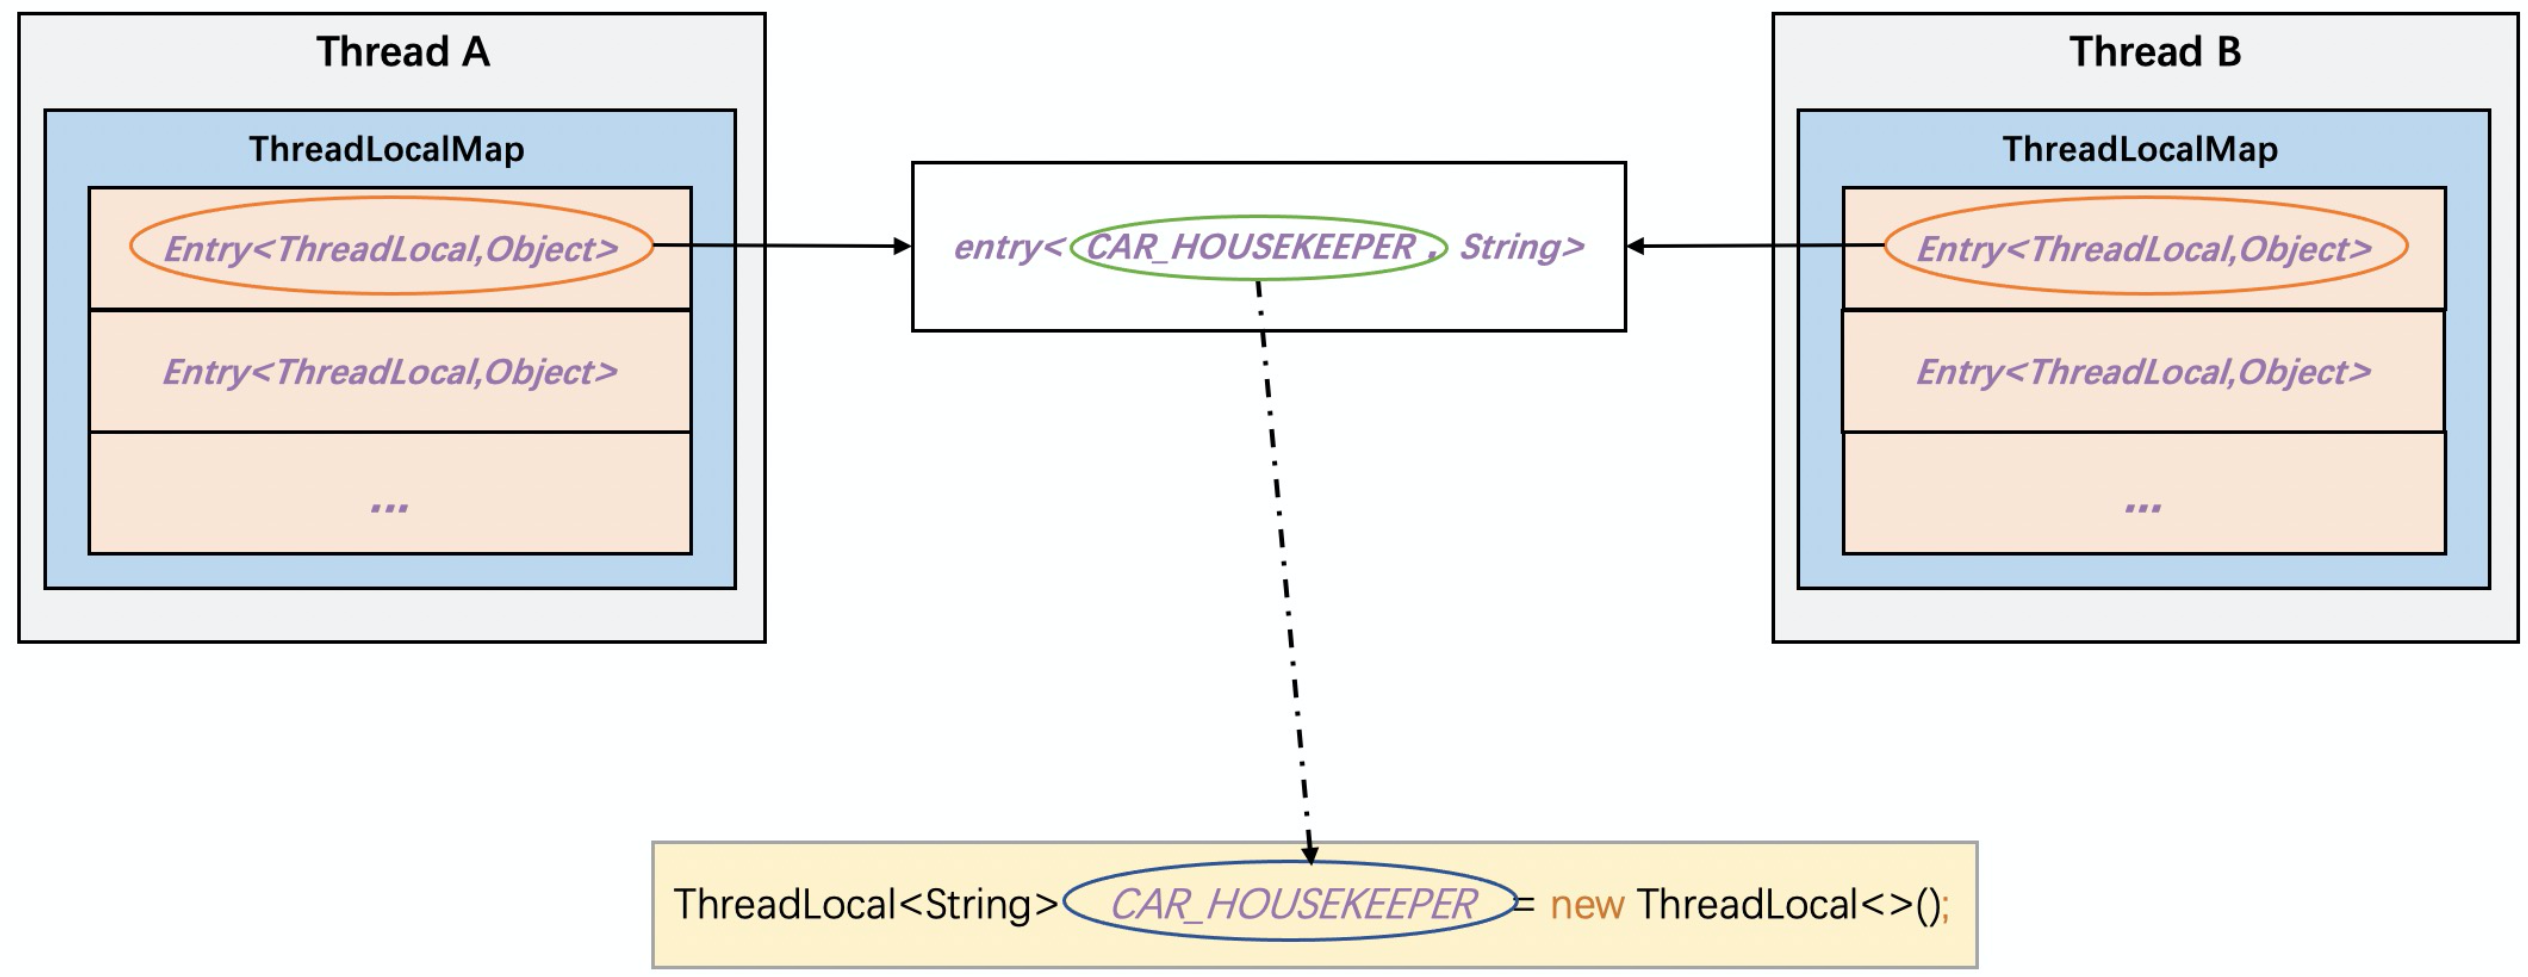 Thread A
ThreadLocalMap
Entry<ThreadLocal,Object>
Entry<ThreadLocal,Object>
...
entry< CAR_HOUSEKEEPER , String>
Thread B
ThreadLocalMap
Entry<ThreadLocal,Object>
Entry<ThreadLocal,Object>
...
ThreadLocal<String> CAR_HOUSEKEEPER = new ThreadLocal<>();